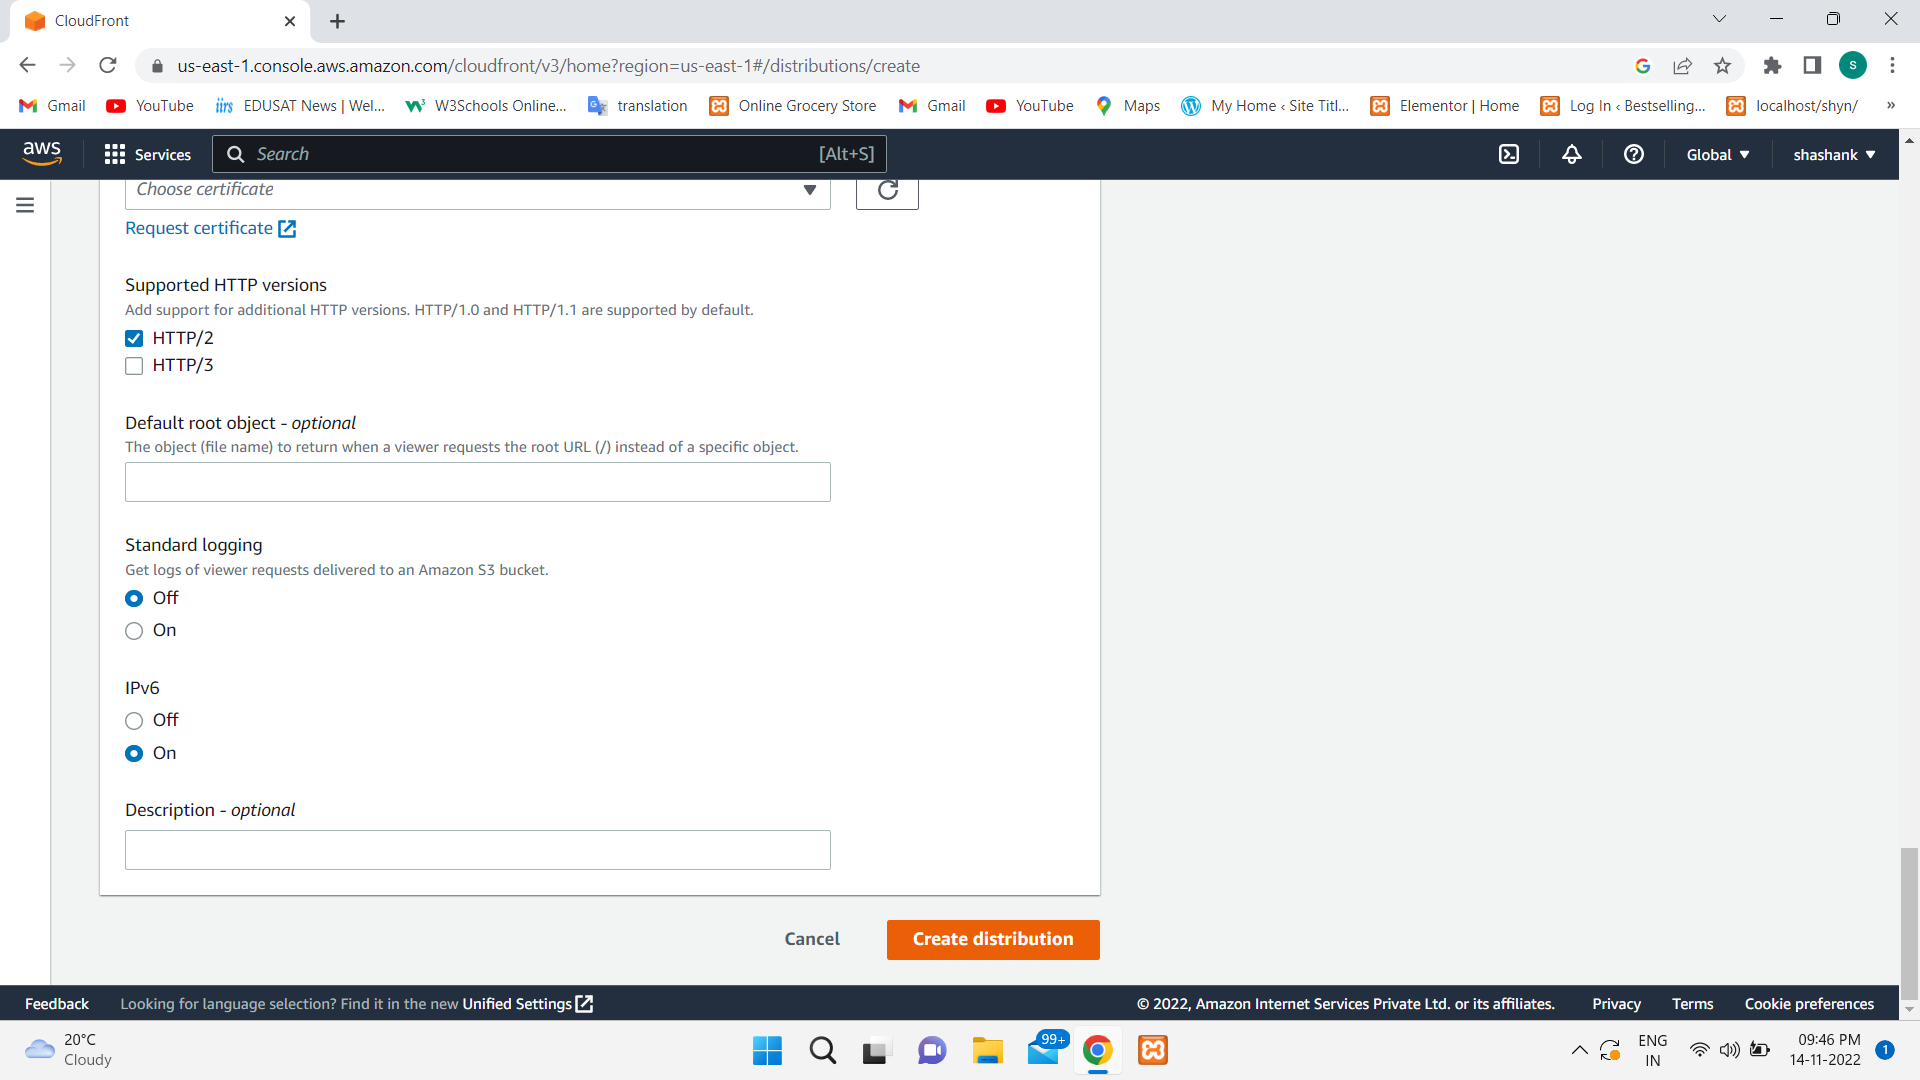 CloudFront
us-east-1.console.aws.amazon.com/cloudfront/v3/home?region=us-east-1#/distributions/create
S
Gmail YouTube EDUSAT News | Wel... W3Schools Online... translation Online Grocery Store Gmail YouTube Maps My Home ‹ Site Titl... Elementor | Home Log In ‹ Bestselling... localhost/shyn/ »
aws Services Search [Alt+S] Global shashank
Choose certificate
Request certificate
Supported HTTP versions
Add support for additional HTTP versions. HTTP/1.0 and HTTP/1.1 are supported by default.
HTTP/2
HTTP/3
Default root object - optional
The object (file name) to return when a viewer requests the root URL (/) instead of a specific object.
Standard logging
Get logs of viewer requests delivered to an Amazon S3 bucket.
Off
On
IPv6
Off
On
Description - optional
Cancel Create distribution
Feedback Looking for language selection? Find it in the new Unified Settings © 2022, Amazon Internet Services Private Ltd. or its affiliates. Privacy Terms Cookie preferences
20°C
Cloudy
99+
ENG
IN
09:46 PM
14-11-2022
1